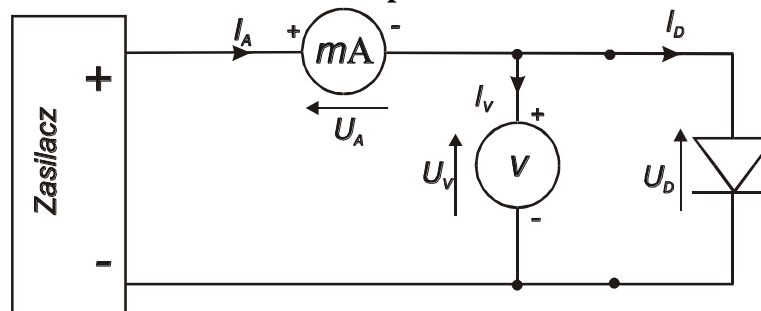 I_A
+ mA -
I_D
+
I_V
+
U_A
Zasilacz
U_V
V
U_D
-
-